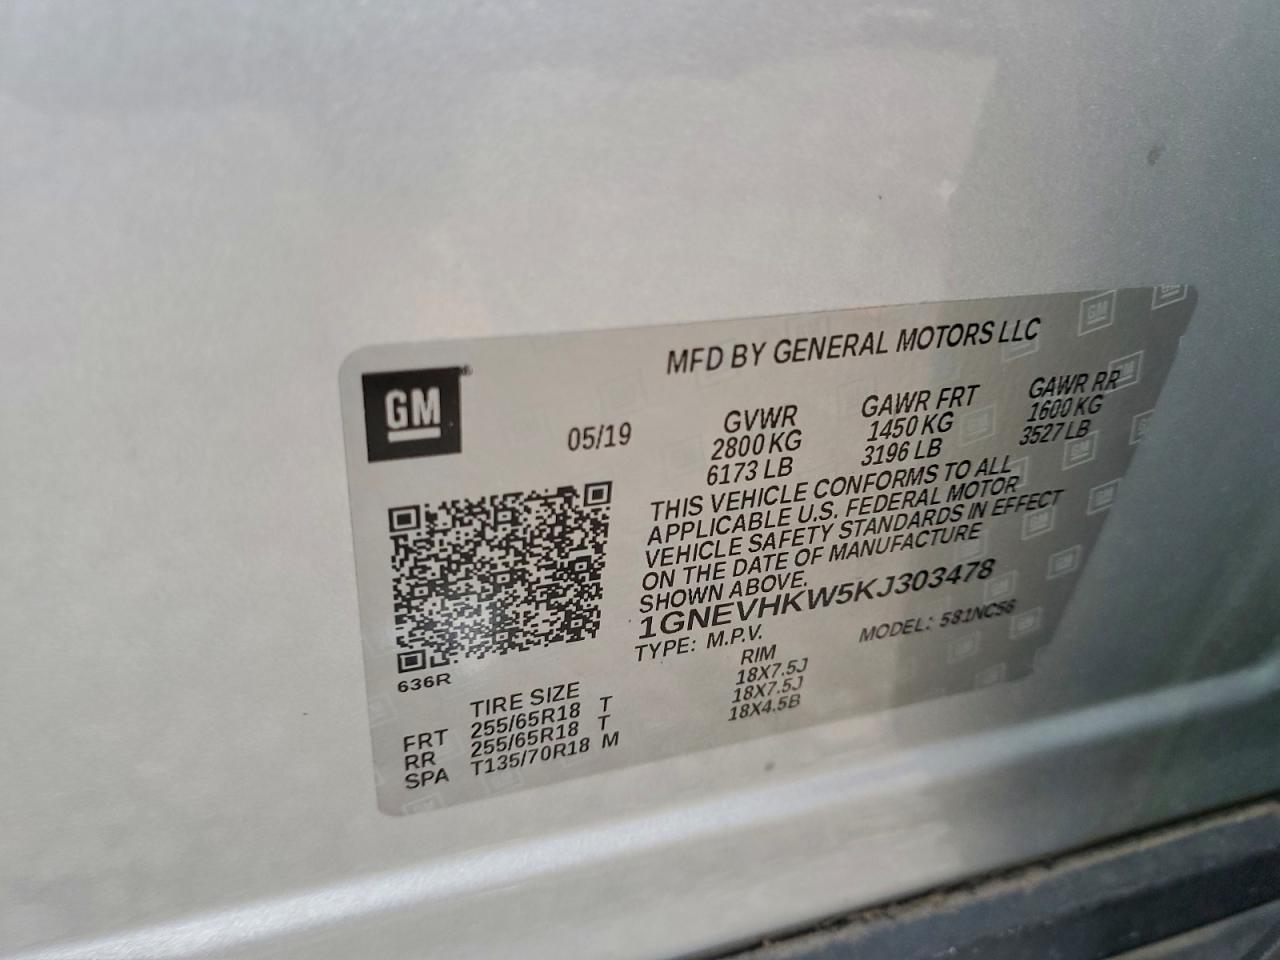 GM
MFD BY GENERAL MOTORS LLC
05/19
GVWR GAWR FRT GAWR RR
2800 KG 1450 KG 1600 KG
6173 LB 3196 LB 3527 LB
THIS VEHICLE CONFORMS TO ALL
APPLICABLE U.S. FEDERAL MOTOR
VEHICLE SAFETY STANDARDS IN EFFECT
ON THE DATE OF MANUFACTURE
SHOWN ABOVE.
1GNEVHKW5KJ303478
TYPE: M.P.V. MODEL: 581NC56
636R
TIRE SIZE RIM
FRT 255/65R18 T 18X7.5J
RR 255/65R18 T 18X7.5J
SPA T135/70R18 M 18X4.5B